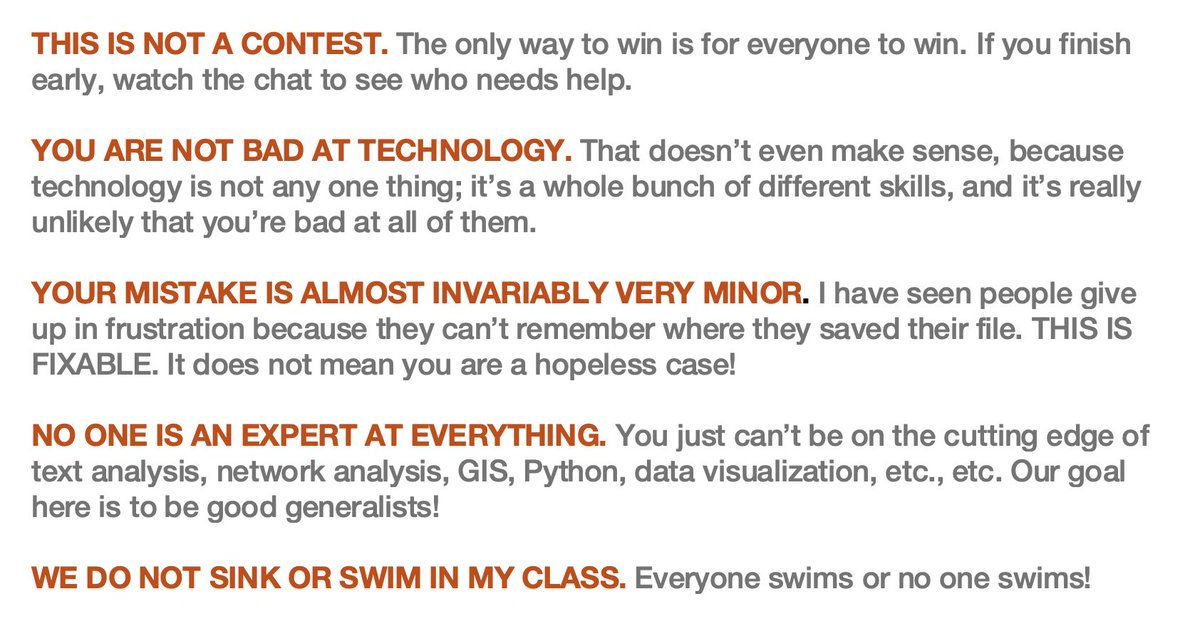 THIS IS NOT A CONTEST. The only way to win is for everyone to win. If you finish
early, watch the chat to see who needs help.
YOU ARE NOT BAD AT TECHNOLOGY. That doesn’t even make sense, because
technology is not any one thing; it’s a whole bunch of different skills, and it’s really
unlikely that you’re bad at all of them.
YOUR MISTAKE IS ALMOST INVARIABLY VERY MINOR. I have seen people give
up in frustration because they can’t remember where they saved their file. THIS IS
FIXABLE. It does not mean you are a hopeless case!
NO ONE IS AN EXPERT AT EVERYTHING. You just can’t be on the cutting edge of
text analysis, network analysis, GIS, Python, data visualization, etc., etc. Our goal
here is to be good generalists!
WE DO NOT SINK OR SWIM IN MY CLASS. Everyone swims or no one swims!